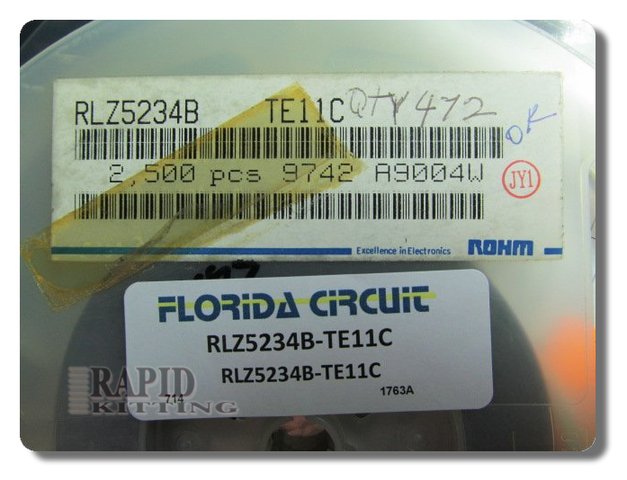 RLZ5234B TE11C QTY 472
OK
2,500 pcs 9742 A9004W
JY1
Excellence in Electronics ROHM
FLORIDA CIRCUIT
RLZ5234B-TE11C
RLZ5234B-TE11C
714 1763A
RAPID
KITTING